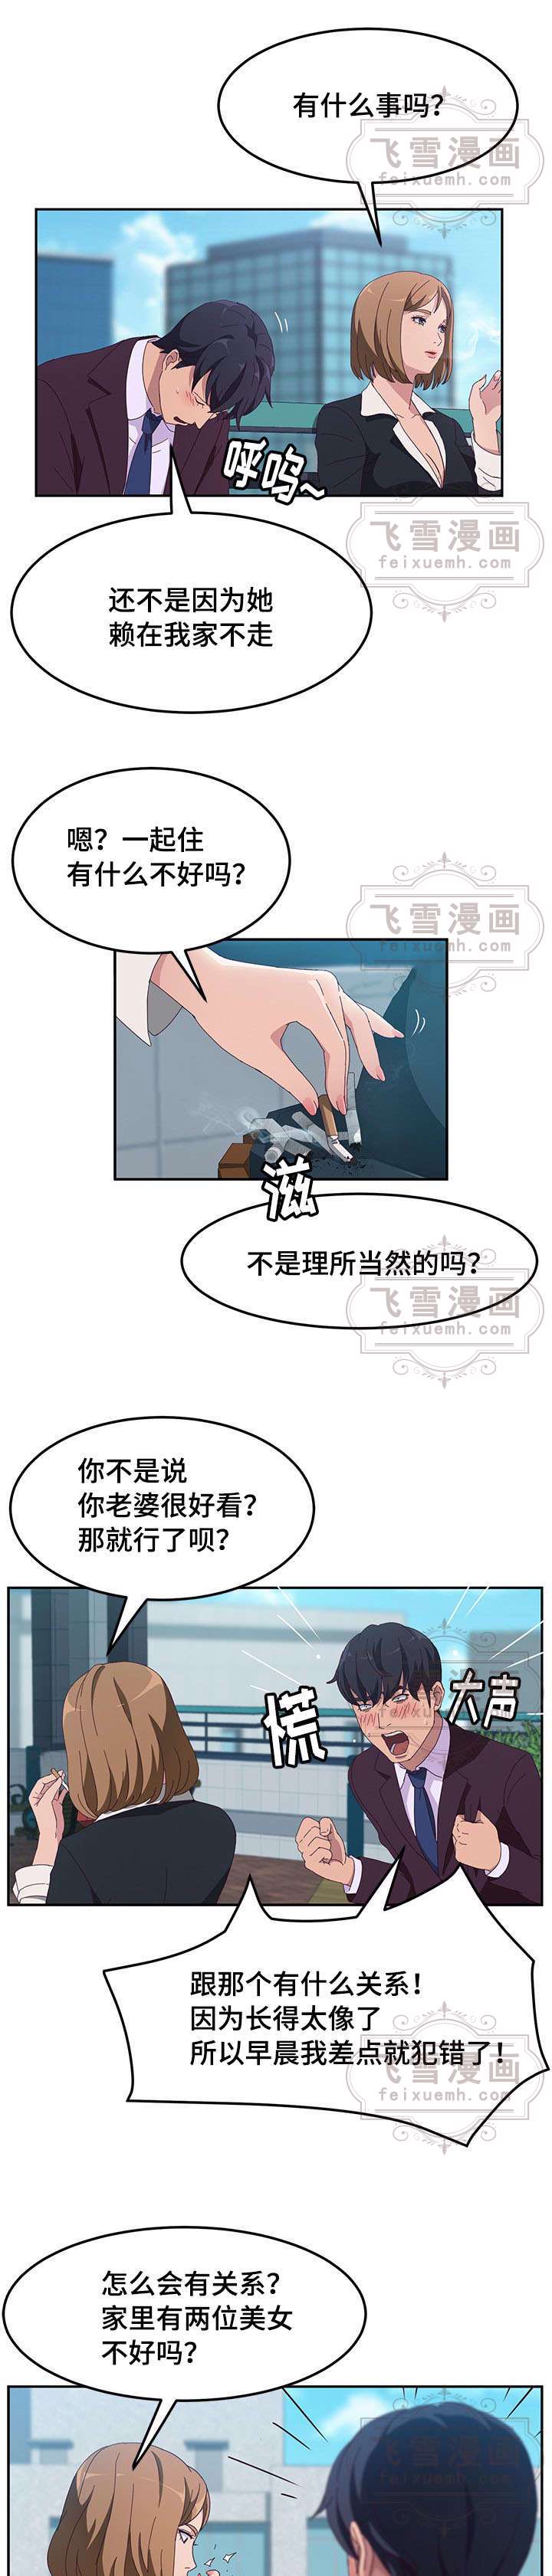 有什么事吗？
飞雪漫画
feixuemh.com
呼呜~
飞雪漫画
feixuemh.com
还不是因为她
赖在我家不走
嗯？一起住
有什么不好吗？
飞雪漫画
feixuemh.com
滋
不是理所当然的吗？
飞雪漫画
feixuemh.com
你不是说
你老婆很好看？
那就行了呗？
慌
大声
跟那个有什么关系！
因为长得太像了
所以早晨我差点就犯错了！
飞雪漫画
feixuemh.com
怎么会有关系？
家里有两位美女
不好吗？
飞雪漫画
feixuemh.com